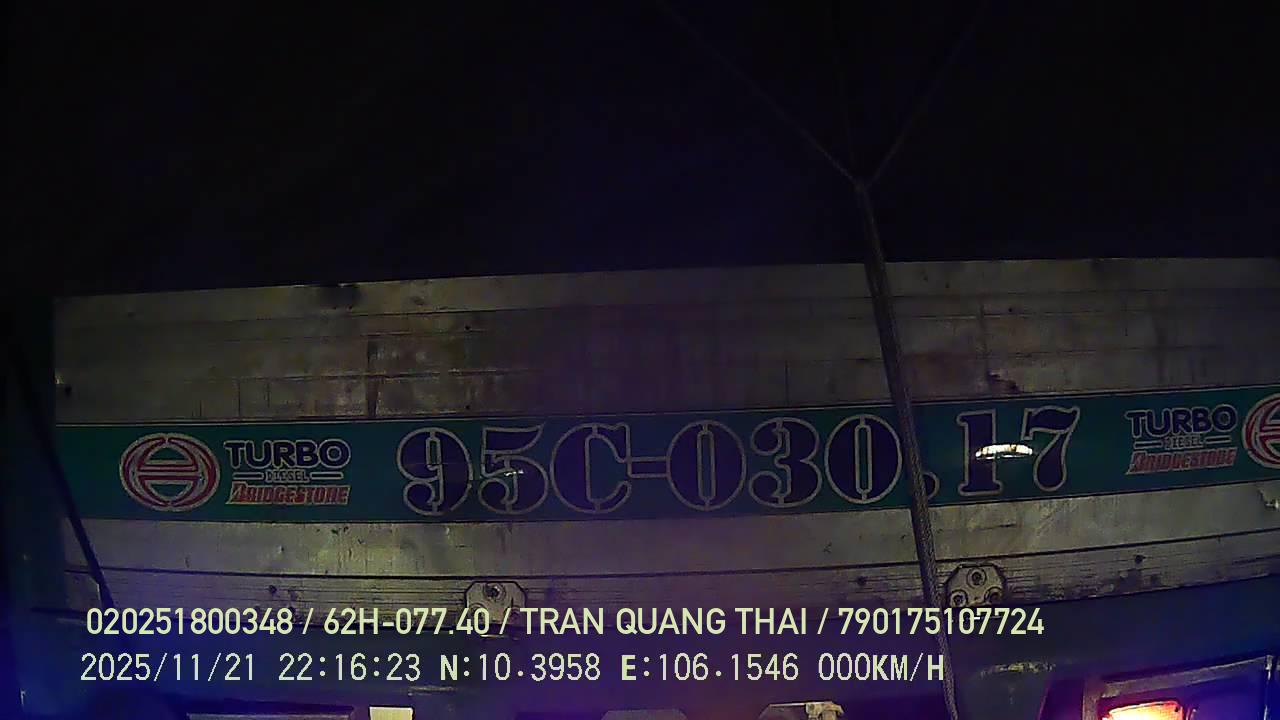 TURBO
DIESEL
BRIDGESTONE
95C-030.17
TURBO
DIESEL
BRIDGESTONE
020251800348 / 62H-077.40 / TRAN QUANG THAI / 790175107724
2025/11/21 22:16:23 N:10.3958 E:106.1546 000KM/H